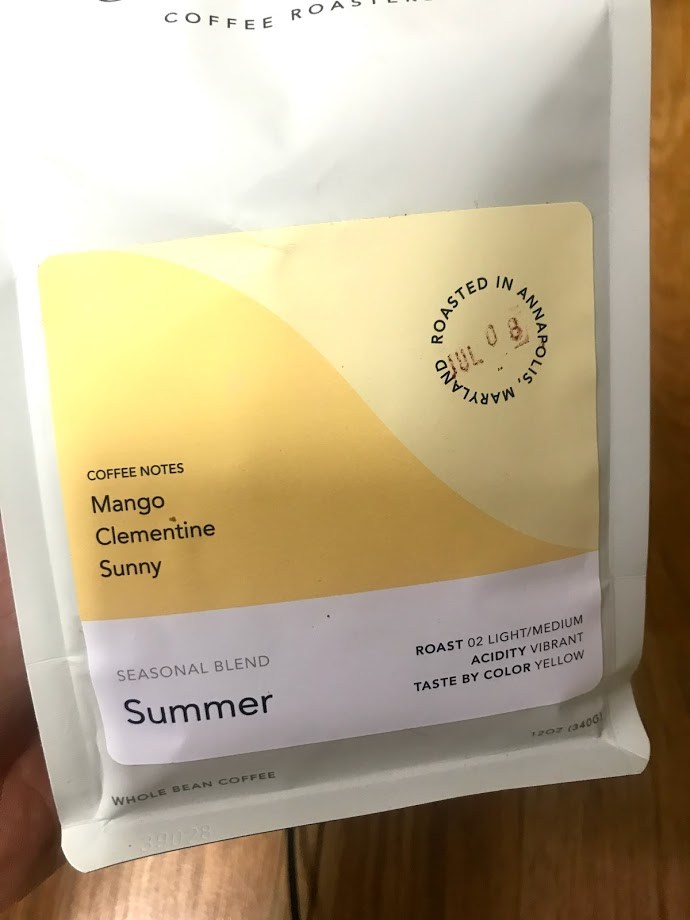 COFFEE ROASTERS
ROASTED IN ANNAPOLIS, MARYLAND
JUL 08
COFFEE NOTES
Mango
Clementine
Sunny
SEASONAL BLEND
Summer
ROAST 02 LIGHT/MEDIUM
ACIDITY VIBRANT
TASTE BY COLOR YELLOW
12OZ (340G)
WHOLE BEAN COFFEE
39028